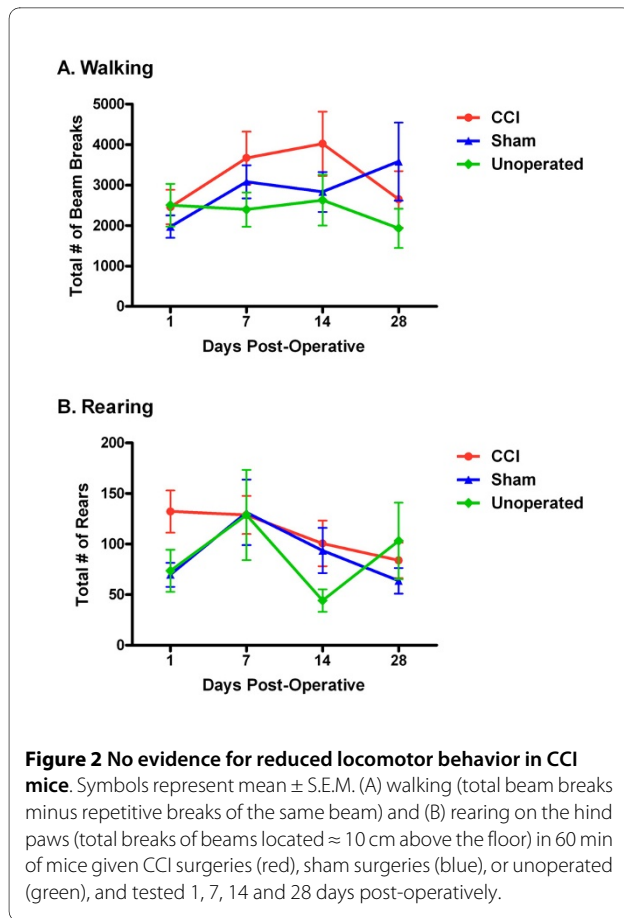 A. Walking
5000
4000
3000
2000
1000
0
Total # of Beam Breaks
1 7 14 28
Days Post-Operative
CCI
Sham
Unoperated
B. Rearing
200
150
100
50
0
Total # of Rears
1 7 14 28
Days Post-Operative
CCI
Sham
Unoperated
Figure 2 No evidence for reduced locomotor behavior in CCI
mice. Symbols represent mean ± S.E.M. (A) walking (total beam breaks
minus repetitive breaks of the same beam) and (B) rearing on the hind
paws (total breaks of beams located ≈ 10 cm above the floor) in 60 min
of mice given CCI surgeries (red), sham surgeries (blue), or unoperated
(green), and tested 1, 7, 14 and 28 days post-operatively.